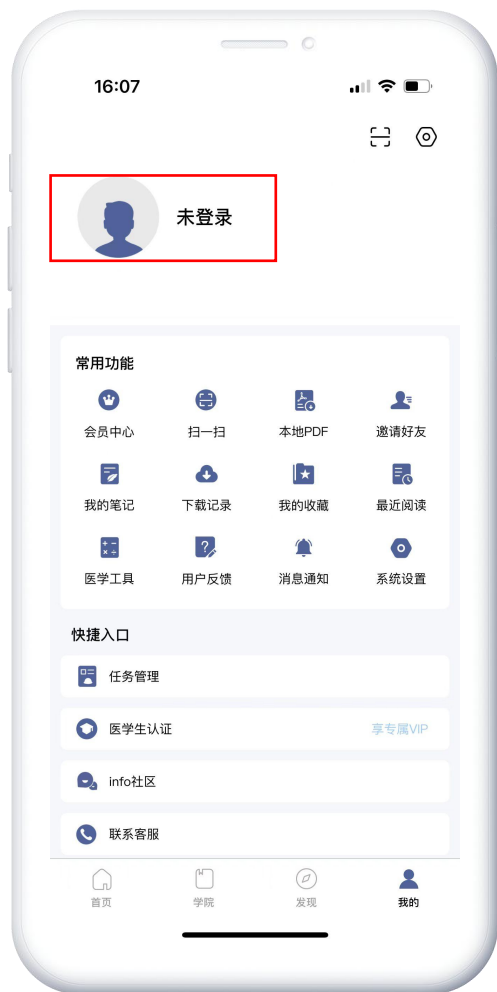 16:07
未登录
常用功能
会员中心 扫一扫 本地PDF 邀请好友
我的笔记 下载记录 我的收藏 最近阅读
医学工具 用户反馈 消息通知 系统设置
快捷入口
任务管理
医学生认证 享专属VIP
info社区
联系客服
首页 学院 发现 我的